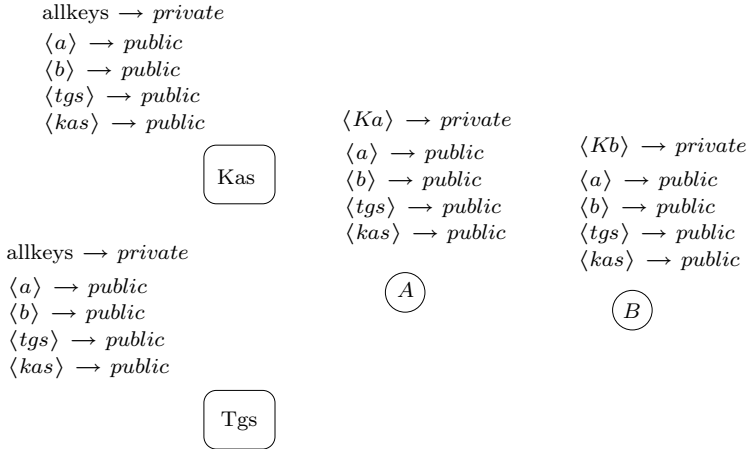 allkeys → private
⟨a⟩ → public
⟨b⟩ → public
⟨tgs⟩ → public
⟨kas⟩ → public
Kas
allkeys → private
⟨a⟩ → public
⟨b⟩ → public
⟨tgs⟩ → public
⟨kas⟩ → public
Tgs
⟨Ka⟩ → private
⟨a⟩ → public
⟨b⟩ → public
⟨tgs⟩ → public
⟨kas⟩ → public
A
⟨Kb⟩ → private
⟨a⟩ → public
⟨b⟩ → public
⟨tgs⟩ → public
⟨kas⟩ → public
B